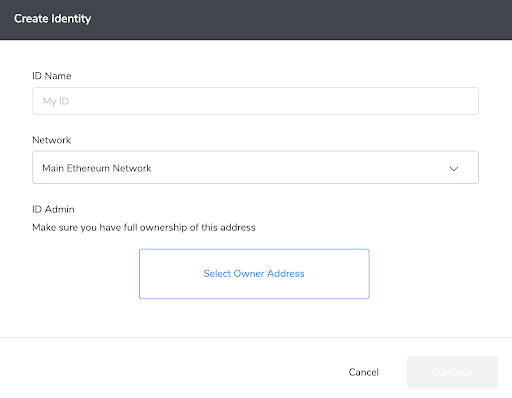 Create Identity
ID Name
My ID
Network
Main Ethereum Network
ID Admin
Make sure you have full ownership of this address
Select Owner Address
Cancel
Continue